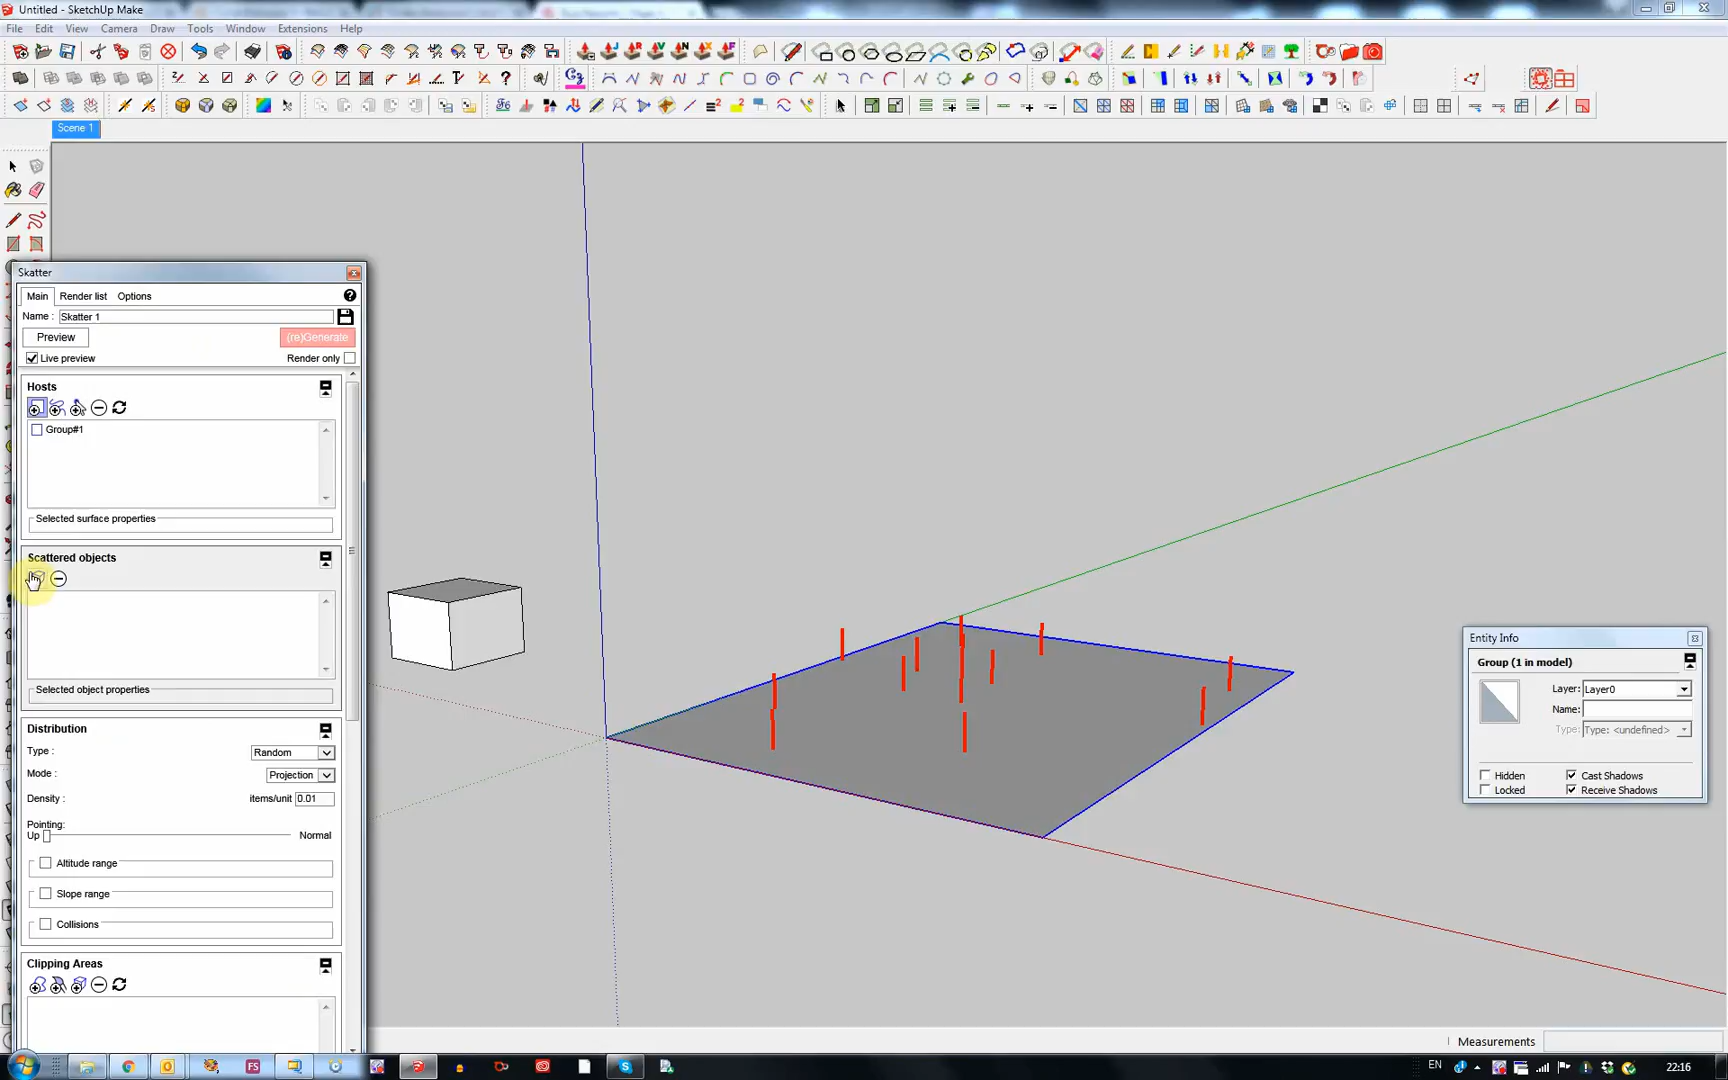 Untitled - SketchUp Make
File Edit View Camera Draw Tools Window Extensions Help
Scene 1
Skatter
Main Render list Options
Name : Skatter 1
Preview (re)Generate
Live preview Render only
Hosts
Group#1
Selected surface properties
Scattered objects
Selected object properties
Distribution
Type : Random
Mode : Projection
Density : items/unit 0.01
Pointing:
Up Normal
Altitude range
Slope range
Collisions
Clipping Areas
Entity Info
Group (1 in model)
Layer: Layer0
Name:
Type: Type: <undefined>
Hidden Cast Shadows
Locked Receive Shadows
Measurements
FS
EN 22:16